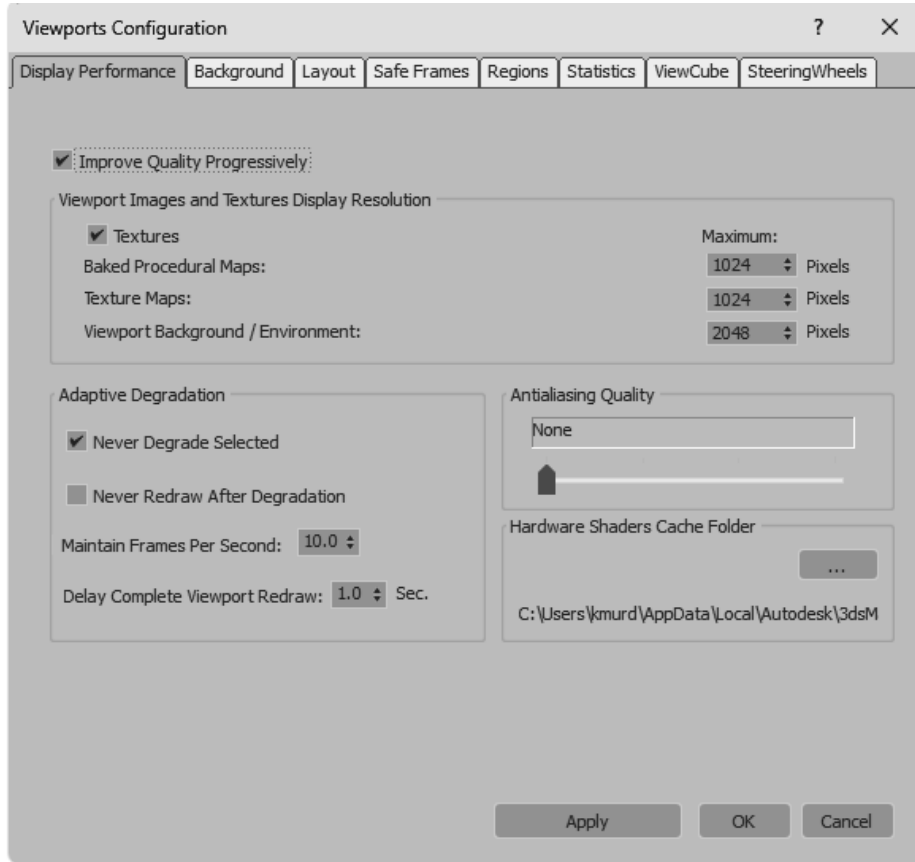 Viewports Configuration ? ×
Display Performance Background Layout Safe Frames Regions Statistics ViewCube SteeringWheels
Improve Quality Progressively
Viewport Images and Textures Display Resolution
Textures Maximum:
Baked Procedural Maps: 1024 Pixels
Texture Maps: 1024 Pixels
Viewport Background / Environment: 2048 Pixels
Adaptive Degradation
Never Degrade Selected
Never Redraw After Degradation
Maintain Frames Per Second: 10.0
Delay Complete Viewport Redraw: 1.0 Sec.
Antialiasing Quality
None
Hardware Shaders Cache Folder
...
C:\Users\kmurd\AppData\Local\Autodesk\3dsM
Apply OK Cancel